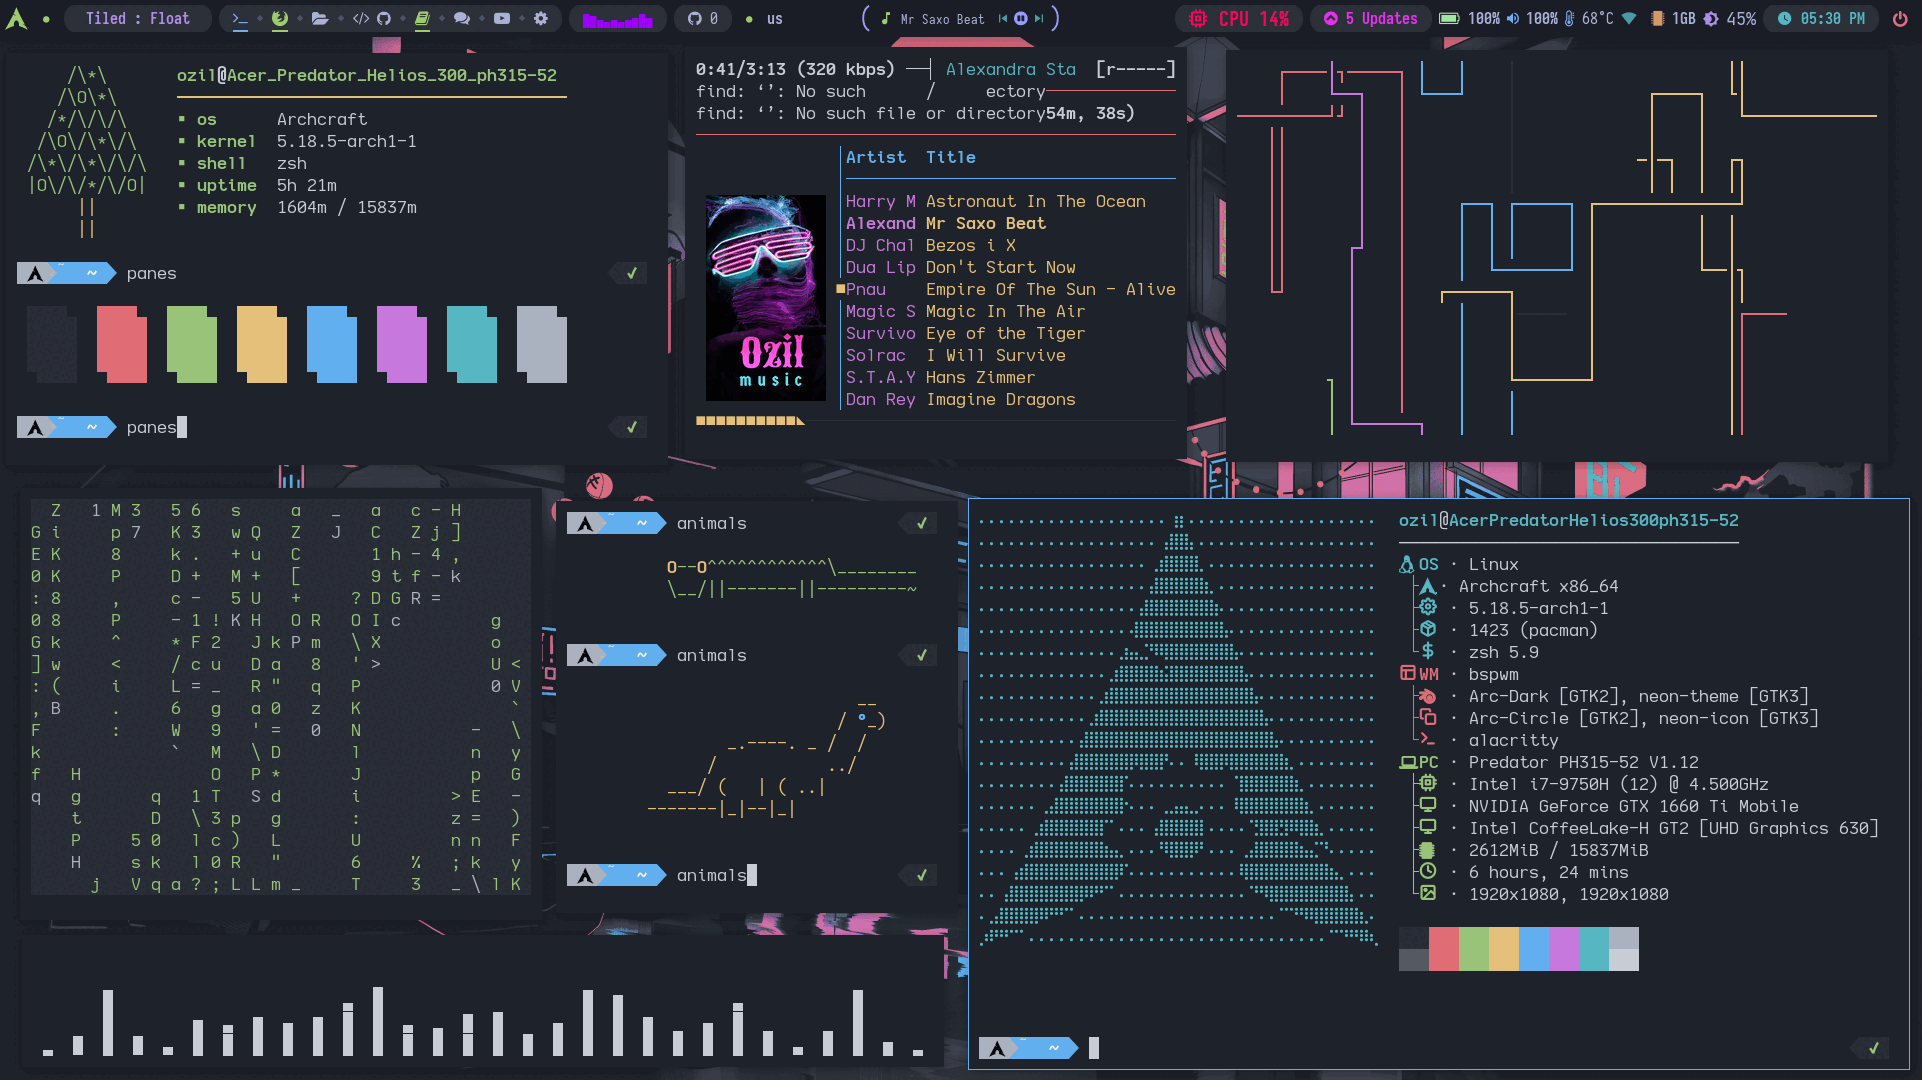 Tiled : Float
0
us
Mr Saxo Beat
CPU 14%
5 Updates
100%
100%
68°C
1GB
45%
05:30 PM
ozil@Acer_Predator_Helios_300_ph315-52
os Archcraft
kernel 5.18.5-arch1-1
shell zsh
uptime 5h 21m
memory 1604m / 15837m
~ panes
~ panes
0:41/3:13 (320 kbps) Alexandra Sta [r-----]
find: ‘’: No such / ectory
find: ‘’: No such file or directory54m, 38s)
Artist Title
Harry M Astronaut In The Ocean
Alexand Mr Saxo Beat
DJ Chal Bezos i X
Dua Lip Don't Start Now
Pnau Empire Of The Sun - Alive
Magic S Magic In The Air
Survivo Eye of the Tiger
Solrac I Will Survive
S.T.A.Y Hans Zimmer
Dan Rey Imagine Dragons
Ozil
music
~ animals
~ animals
~ animals
ozil@AcerPredatorHelios300ph315-52
OS · Linux
· Archcraft x86_64
· 5.18.5-arch1-1
· 1423 (pacman)
· zsh 5.9
WM · bspwm
· Arc-Dark [GTK2], neon-theme [GTK3]
· Arc-Circle [GTK2], neon-icon [GTK3]
· alacritty
PC · Predator PH315-52 V1.12
· Intel i7-9750H (12) @ 4.500GHz
· NVIDIA GeForce GTX 1660 Ti Mobile
· Intel CoffeeLake-H GT2 [UHD Graphics 630]
· 2612MiB / 15837MiB
· 6 hours, 24 mins
· 1920x1080, 1920x1080
~